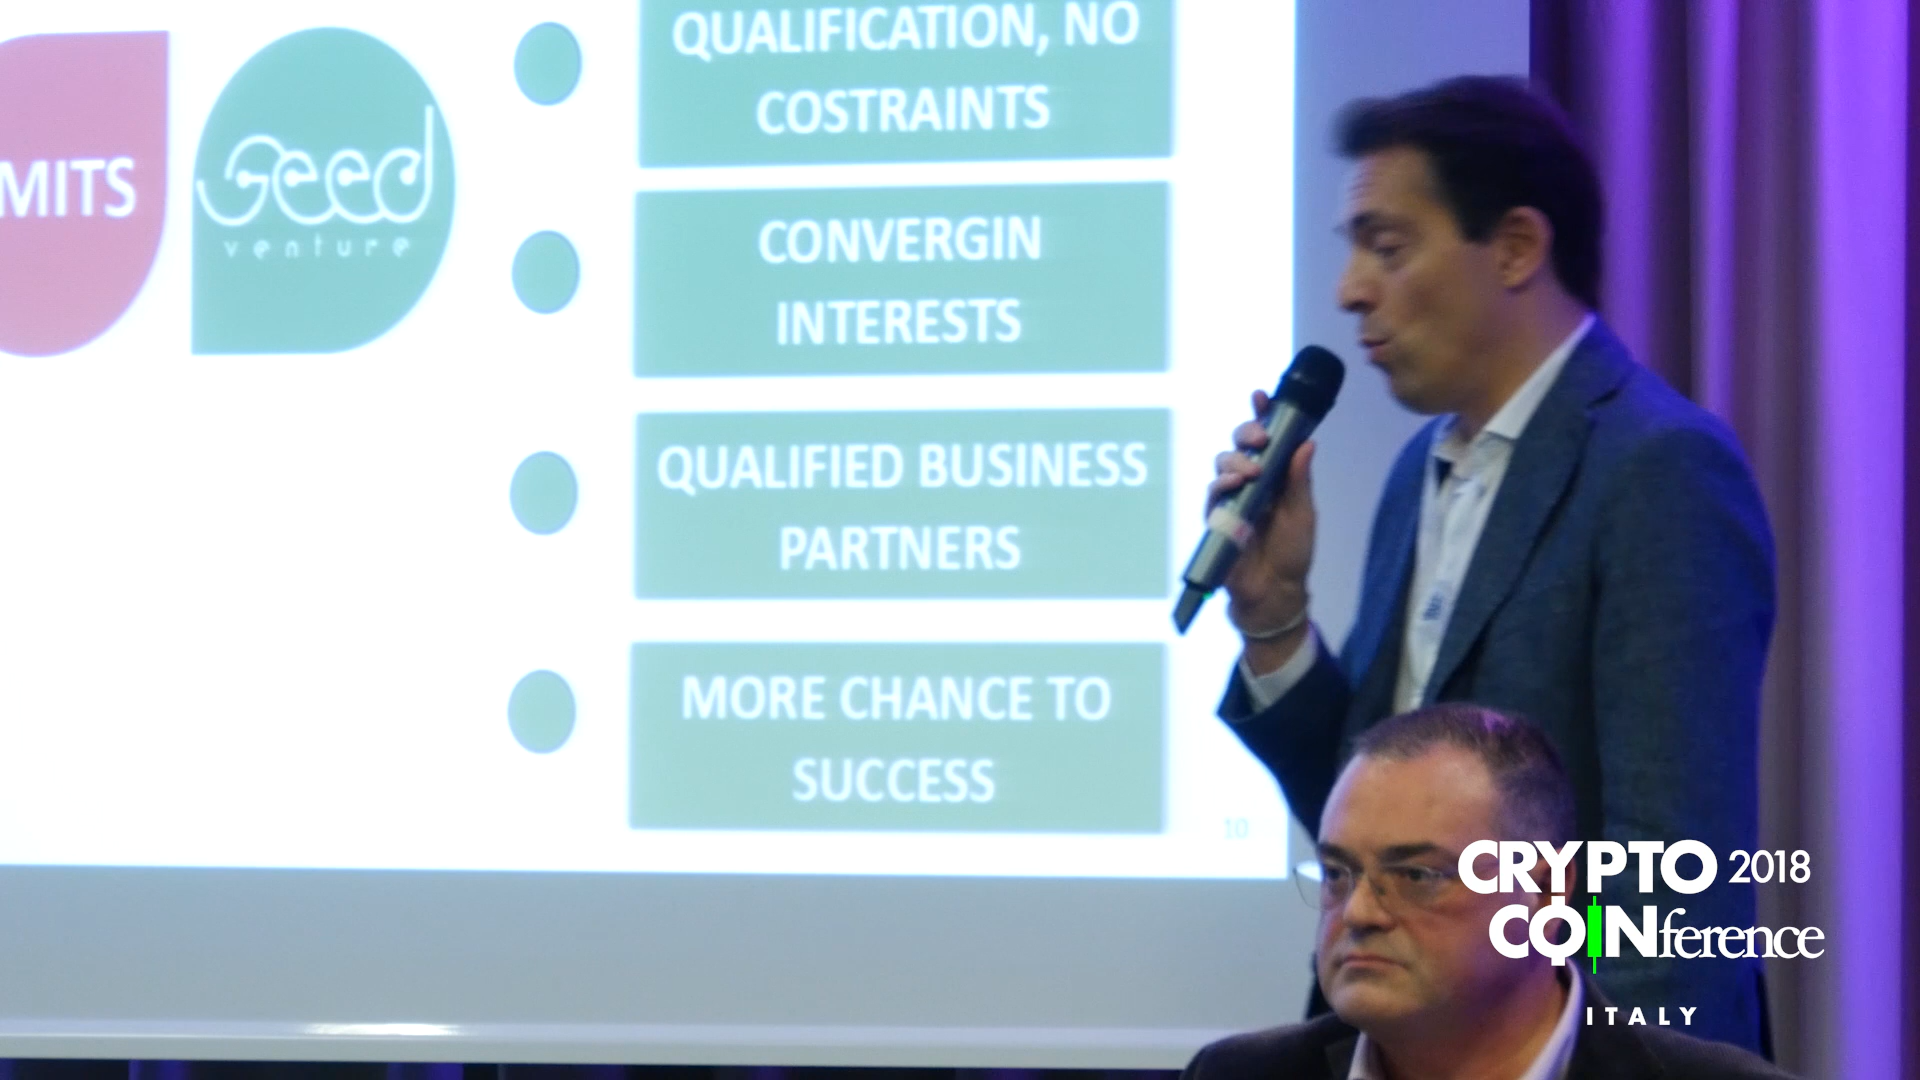 QUALIFICATION, NO
COSTRAINTS
MITS
seed
venture
CONVERGIN
INTERESTS
QUALIFIED BUSINESS
PARTNERS
MORE CHANCE TO
SUCCESS
10
CRYPTO 2018
COINference
ITALY